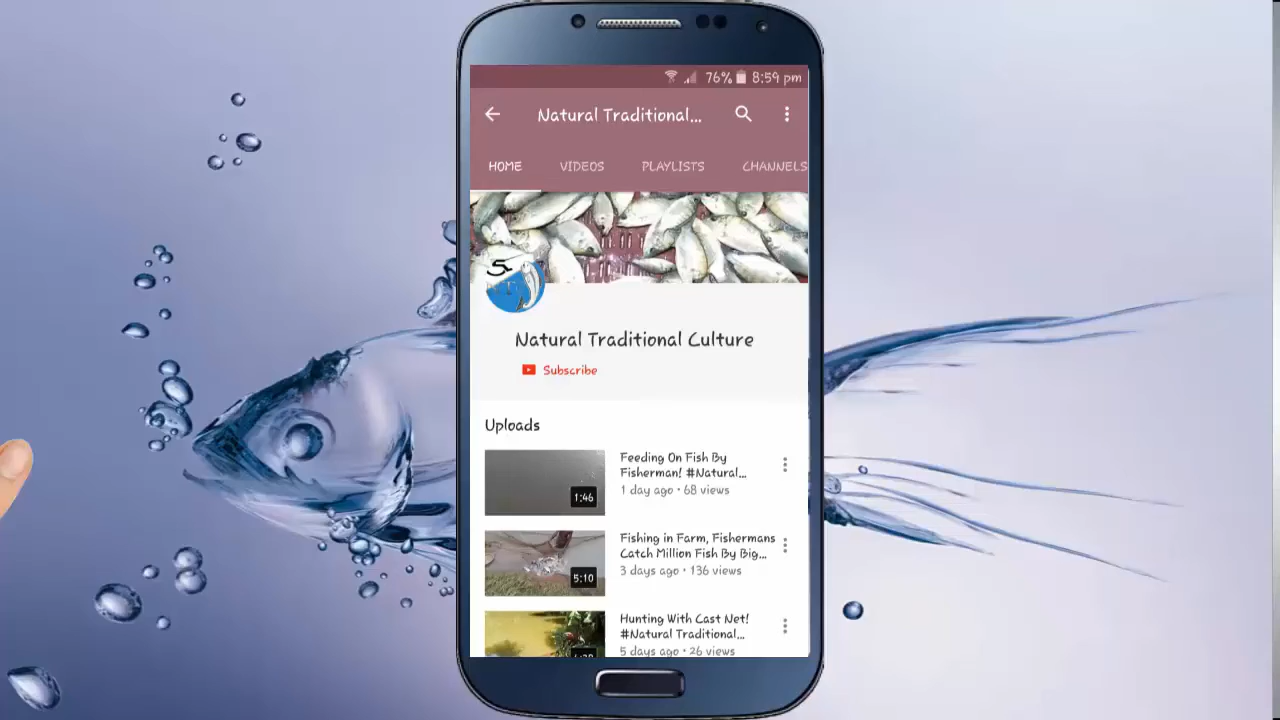 76% 8:59 pm
Natural Traditional...
HOME VIDEOS PLAYLISTS CHANNELS
Natural Traditional Culture
Subscribe
Uploads
Feeding On Fish By
Fisherman! #Natural...
1 day ago • 68 views
1:46
Fishing in Farm, Fishermans
Catch Million Fish By Big...
3 days ago • 136 views
5:10
Hunting With Cast Net!
#Natural Traditional...
5 days ago • 26 views